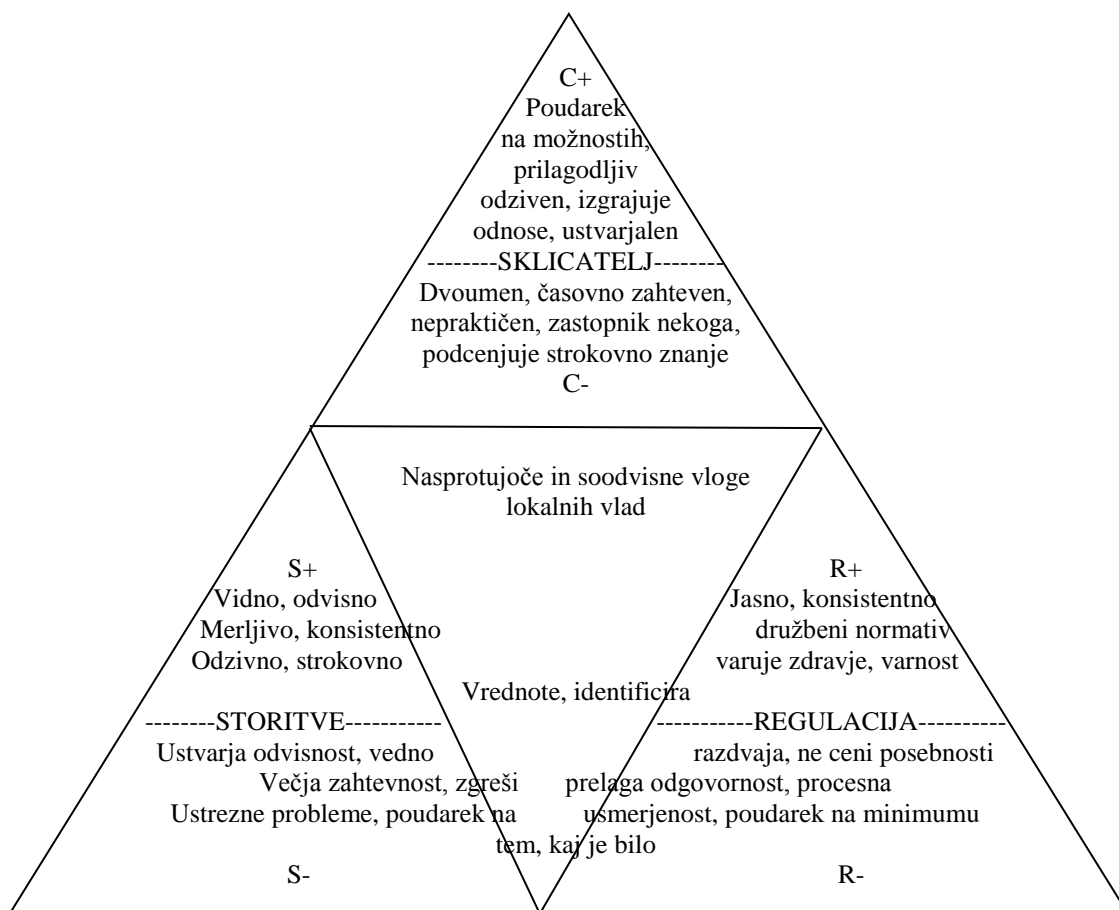 C+
Poudarek
na možnostih,
prilagodljiv
odziven, izgrajuje
odnose, ustvarjalen
--------SKLICATELJ--------
Dvoumen, časovno zahteven,
nepraktičen, zastopnik nekoga,
podcenjuje strokovno znanje
C-
Nasprotujoče in soodvisne vloge
lokalnih vlad
S+
Vidno, odvisno
Merljivo, konsistentno
Odzivno, strokovno
R+
Jasno, konsistentno
družbeni normativ
varuje zdravje, varnost
Vrednote, identificira
--------STORITVE-----------
Ustvarja odvisnost, vedno
Večja zahtevnost, zgreši
Ustrezne probleme, poudarek na
tem, kaj je bilo
S-
-----------REGULACIJA----------
razdvaja, ne ceni posebnosti
prelaga odgovornost, procesna
usmerjenost, poudarek na minimumu
R-